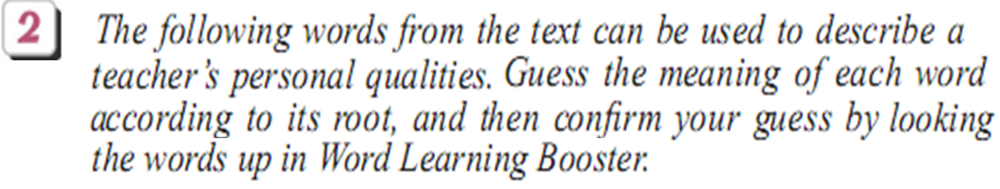 2 The following words from the text can be used to describe a
teacher's personal qualities. Guess the meaning of each word
according to its root, and then confirm your guess by looking
the words up in Word Learning Booster.